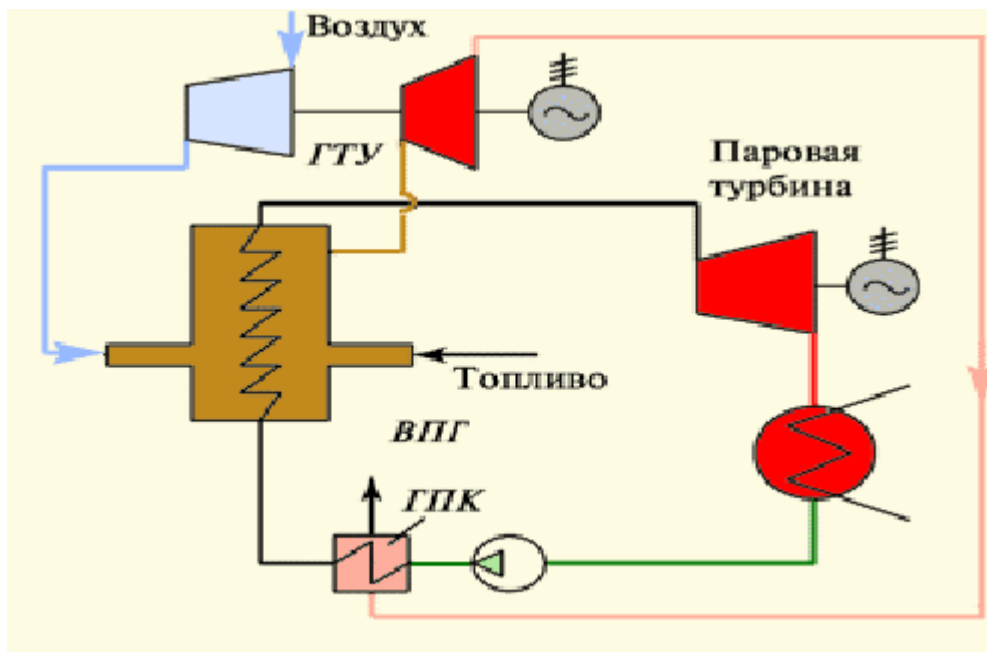 Воздух
ГТУ
Паровая
турбина
Топливо
ВПГ
ГПК